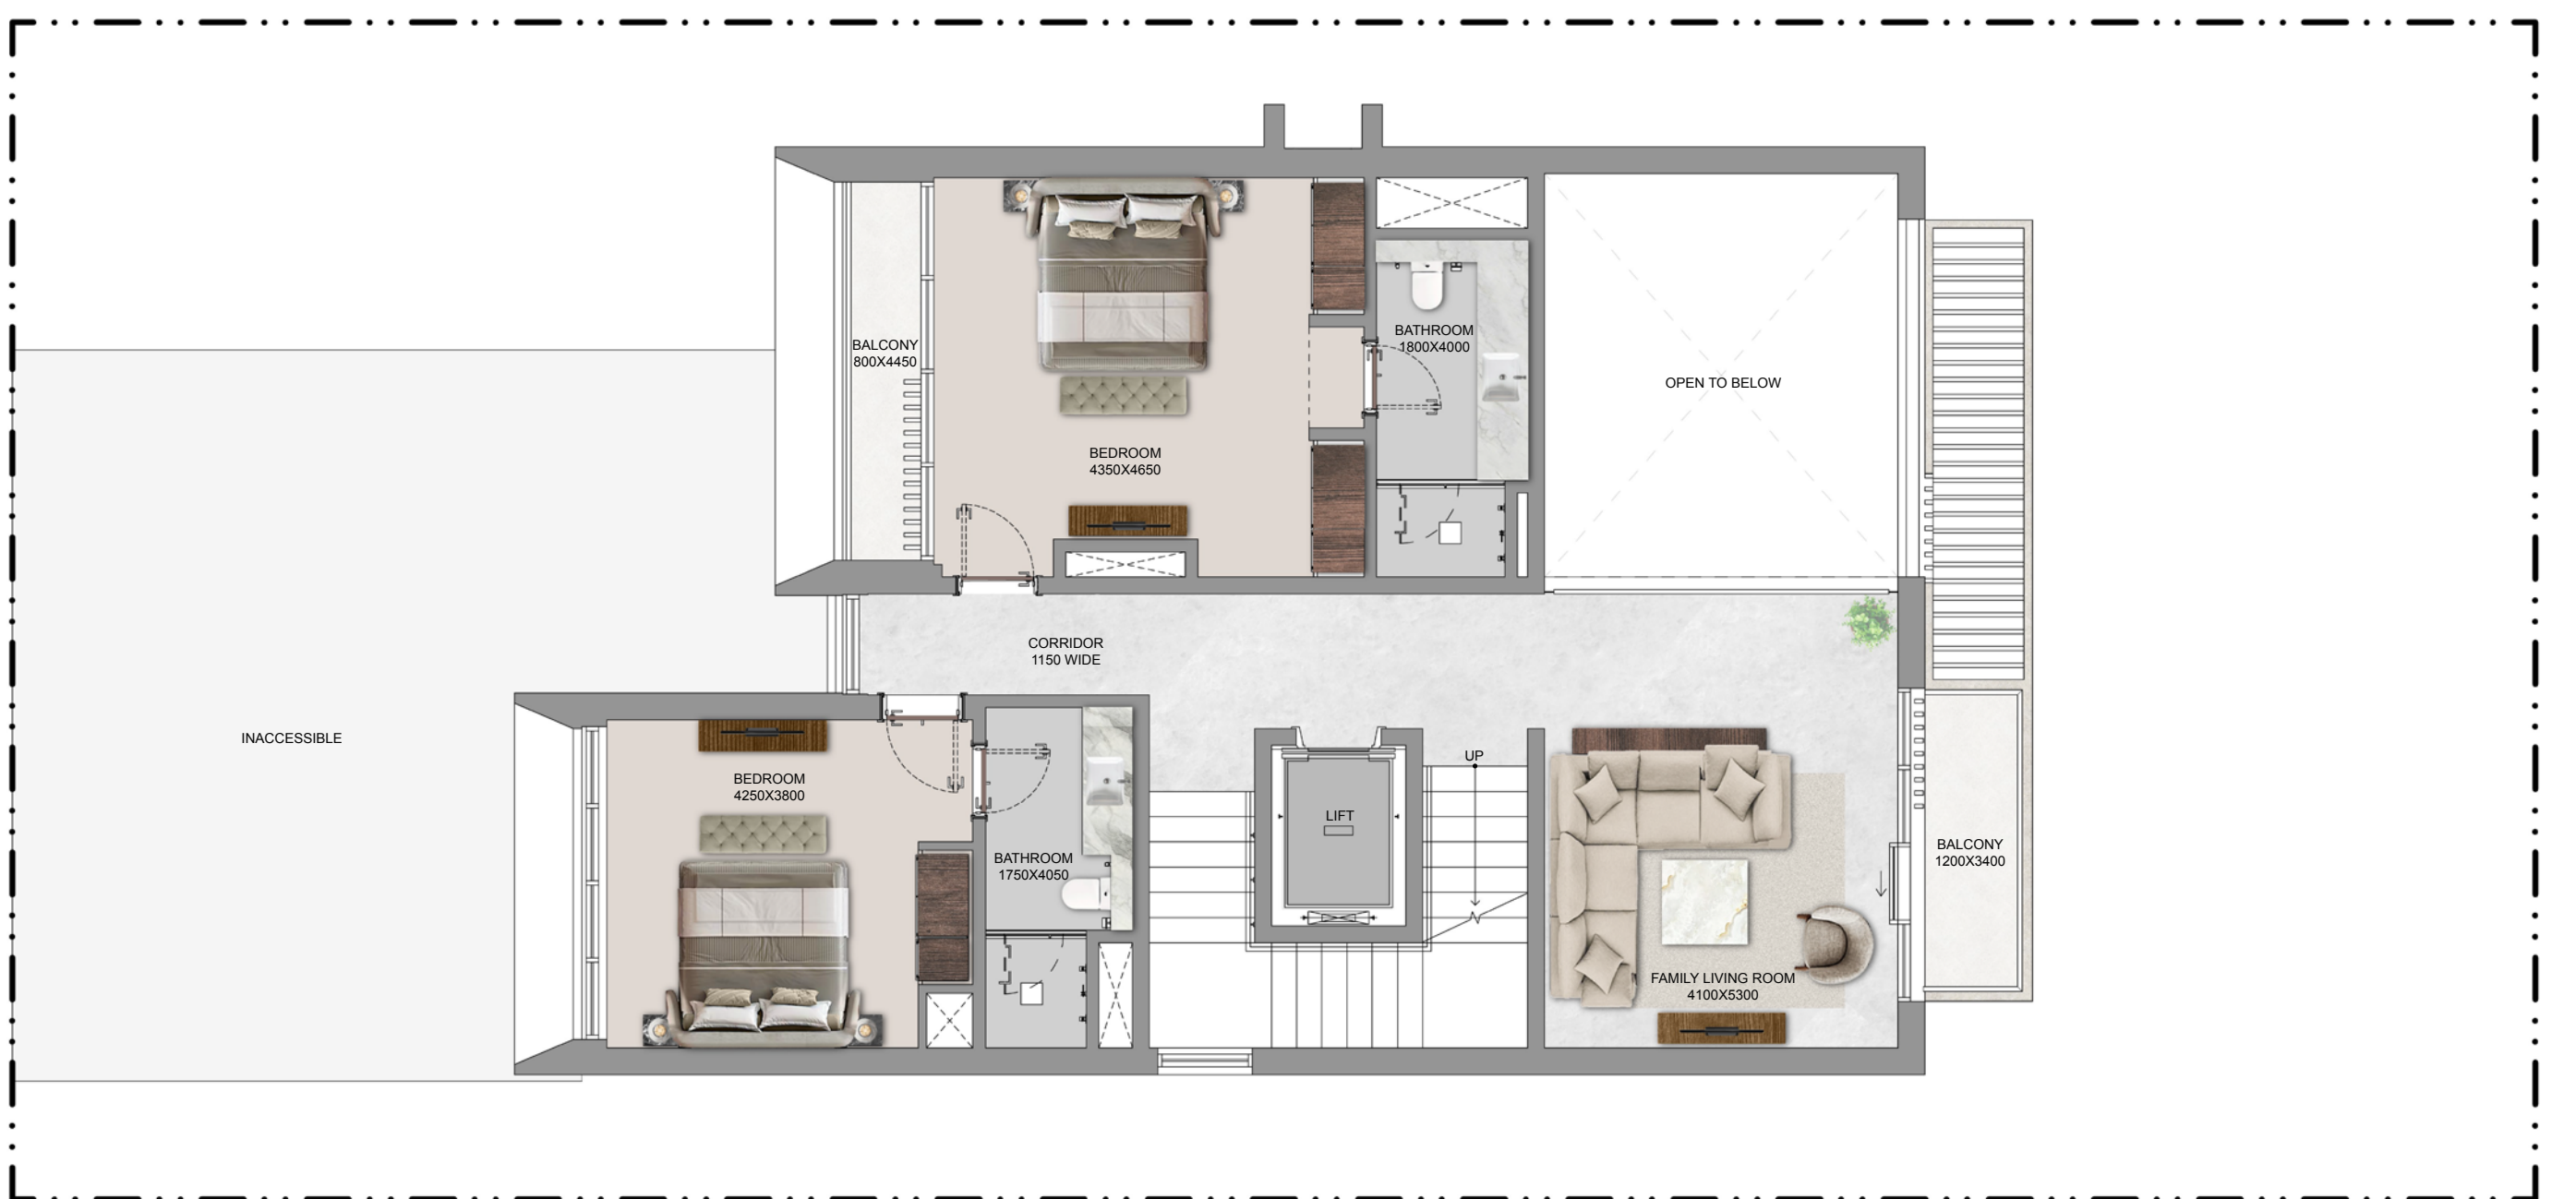 BALCONY
800X4450
BEDROOM
4350X4650
BATHROOM
1800X4000
OPEN TO BELOW
CORRIDOR
1150 WIDE
INACCESSIBLE
BEDROOM
4250X3800
BATHROOM
1750X4050
LIFT
UP
FAMILY LIVING ROOM
4100X5300
BALCONY
1200X3400